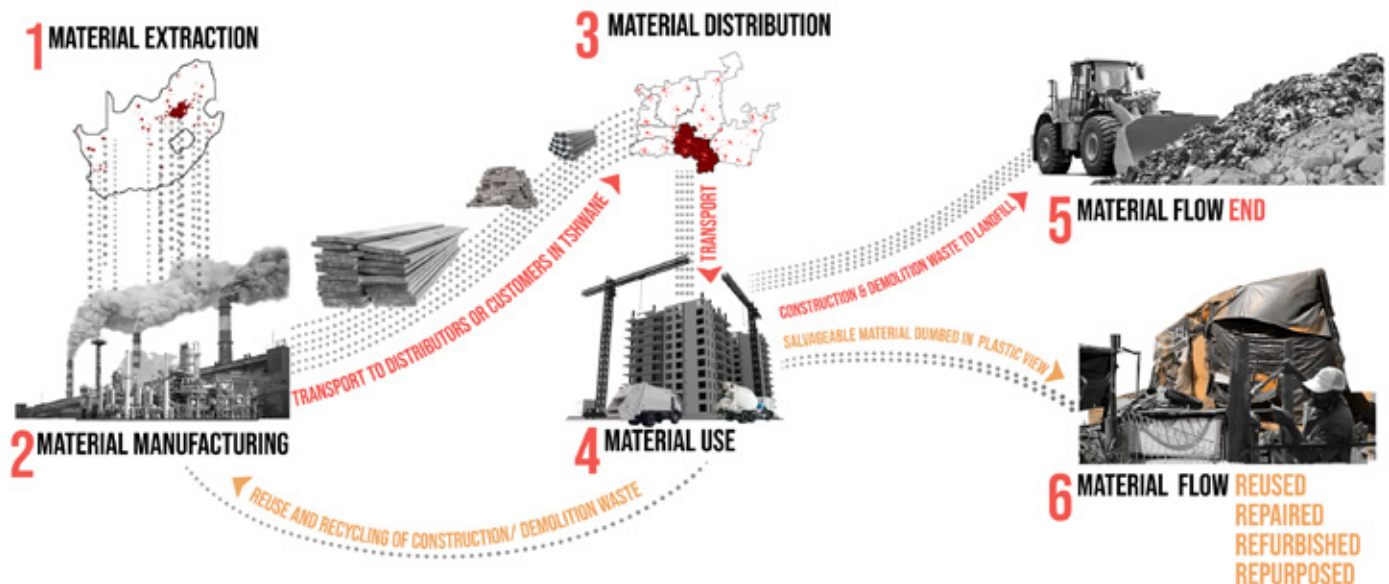 1 MATERIAL EXTRACTION
3 MATERIAL DISTRIBUTION
TRANSPORT TO DISTRIBUTORS OR CUSTOMERS IN TSHWANE
TRANSPORT
5 MATERIAL FLOW END
CONSTRUCTION & DEMOLITION WASTE TO LANDFILL
SALVAGEABLE MATERIAL DUMBED IN PLASTIC VIEW
2 MATERIAL MANUFACTURING
4 MATERIAL USE
REUSE AND RECYCLING OF CONSTRUCTION/ DEMOLITION WASTE
6 MATERIAL FLOW REUSED
REPAIRED
REFURBISHED
REPURPOSED